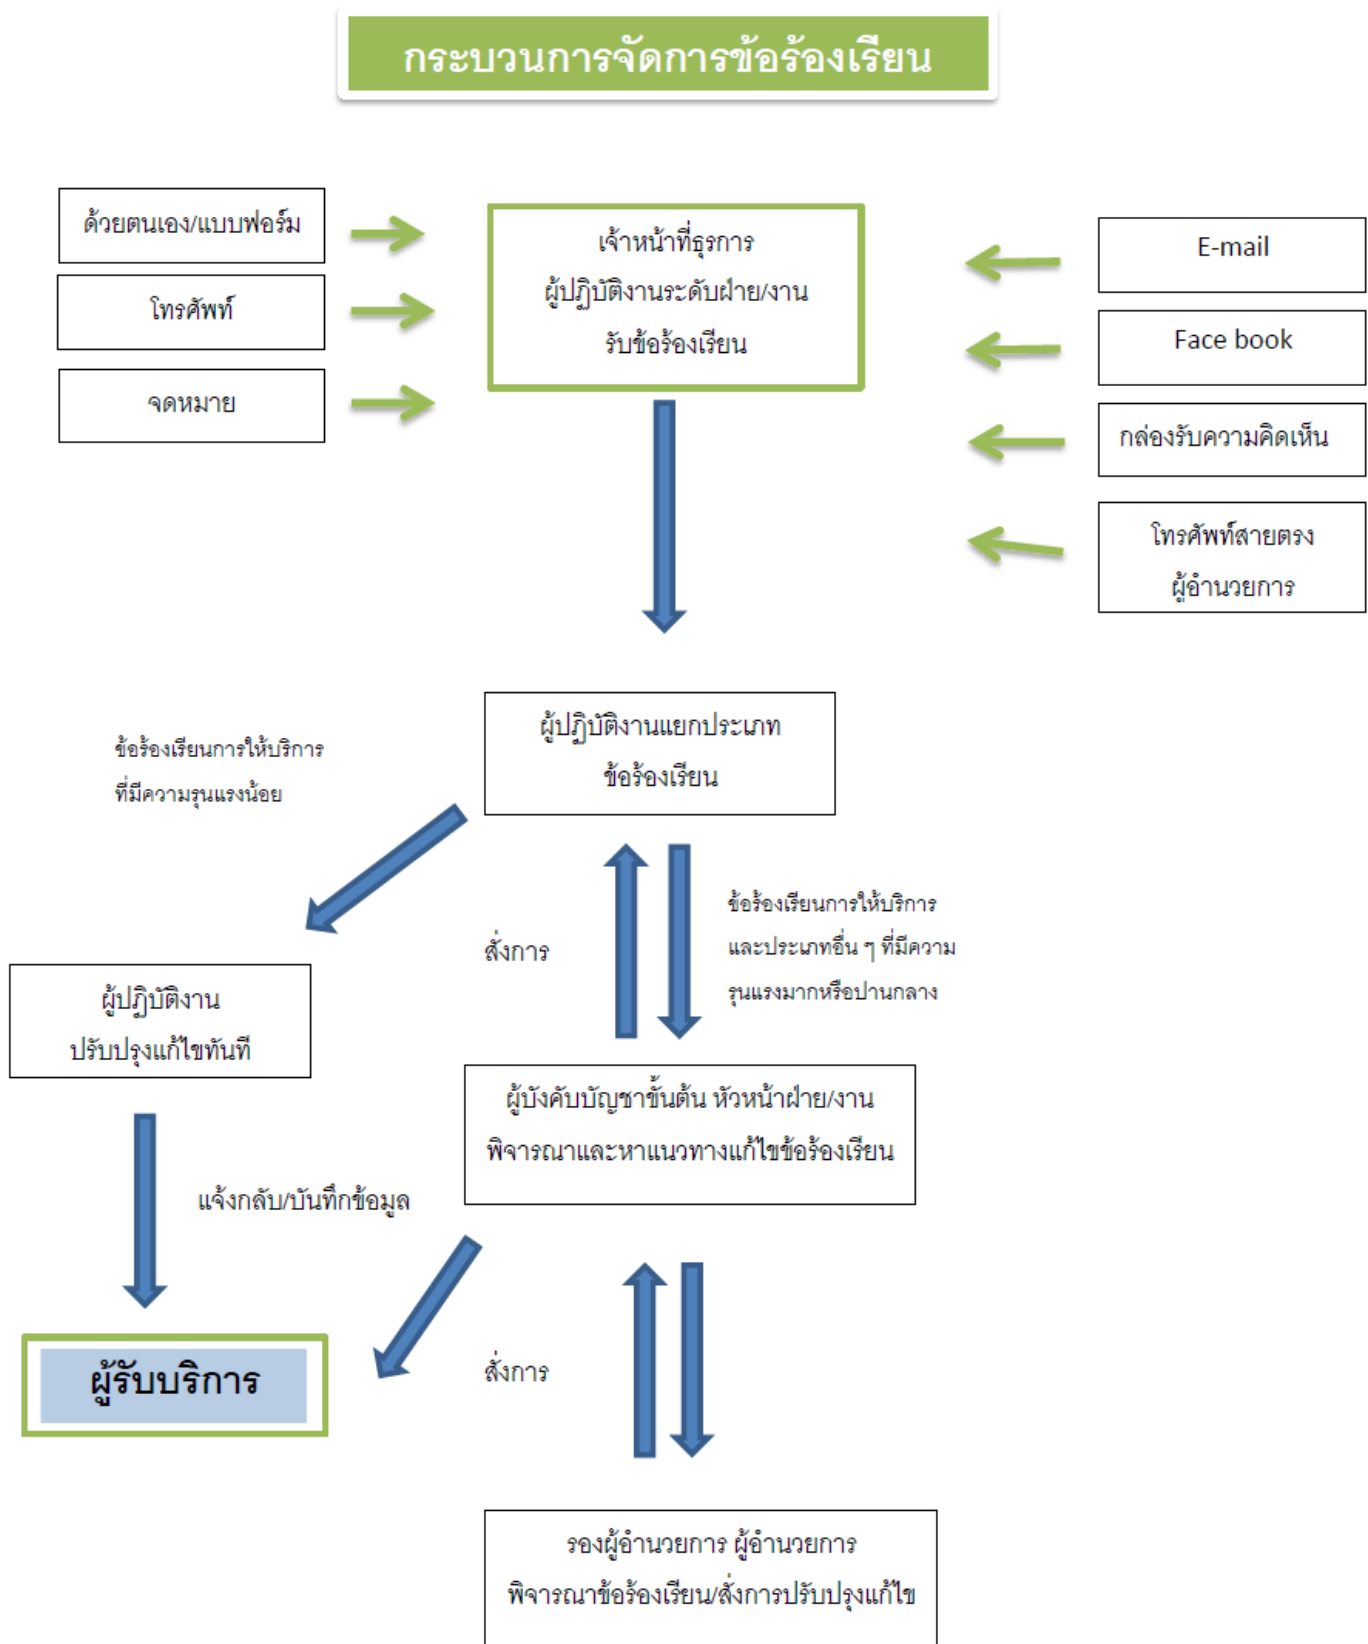 กระบวนการจัดการข้อร้องเรียน
ด้วยตนเอง/แบบฟอร์ม
โทรศัพท์
จดหมาย
เจ้าหน้าที่ธุรการ
ผู้ปฏิบัติงานระดับฝ่าย/งาน
รับข้อร้องเรียน
E-mail
Face book
กล่องรับความคิดเห็น
โทรศัพท์สายตรง
ผู้อำนวยการ
ผู้ปฏิบัติงานแยกประเภท
ข้อร้องเรียน
ข้อร้องเรียนการให้บริการ
ที่มีความรุนแรงน้อย
สั่งการ
ข้อร้องเรียนการให้บริการ
และประเภทอื่น ๆ ที่มีความ
รุนแรงมากหรือปานกลาง
ผู้ปฏิบัติงาน
ปรับปรุงแก้ไขทันที
ผู้บังคับบัญชาขั้นต้น หัวหน้าฝ่าย/งาน
พิจารณาและหาแนวทางแก้ไขข้อร้องเรียน
แจ้งกลับ/บันทึกข้อมูล
ผู้รับบริการ
สั่งการ
รองผู้อำนวยการ ผู้อำนวยการ
พิจารณาข้อร้องเรียน/สั่งการปรับปรุงแก้ไข